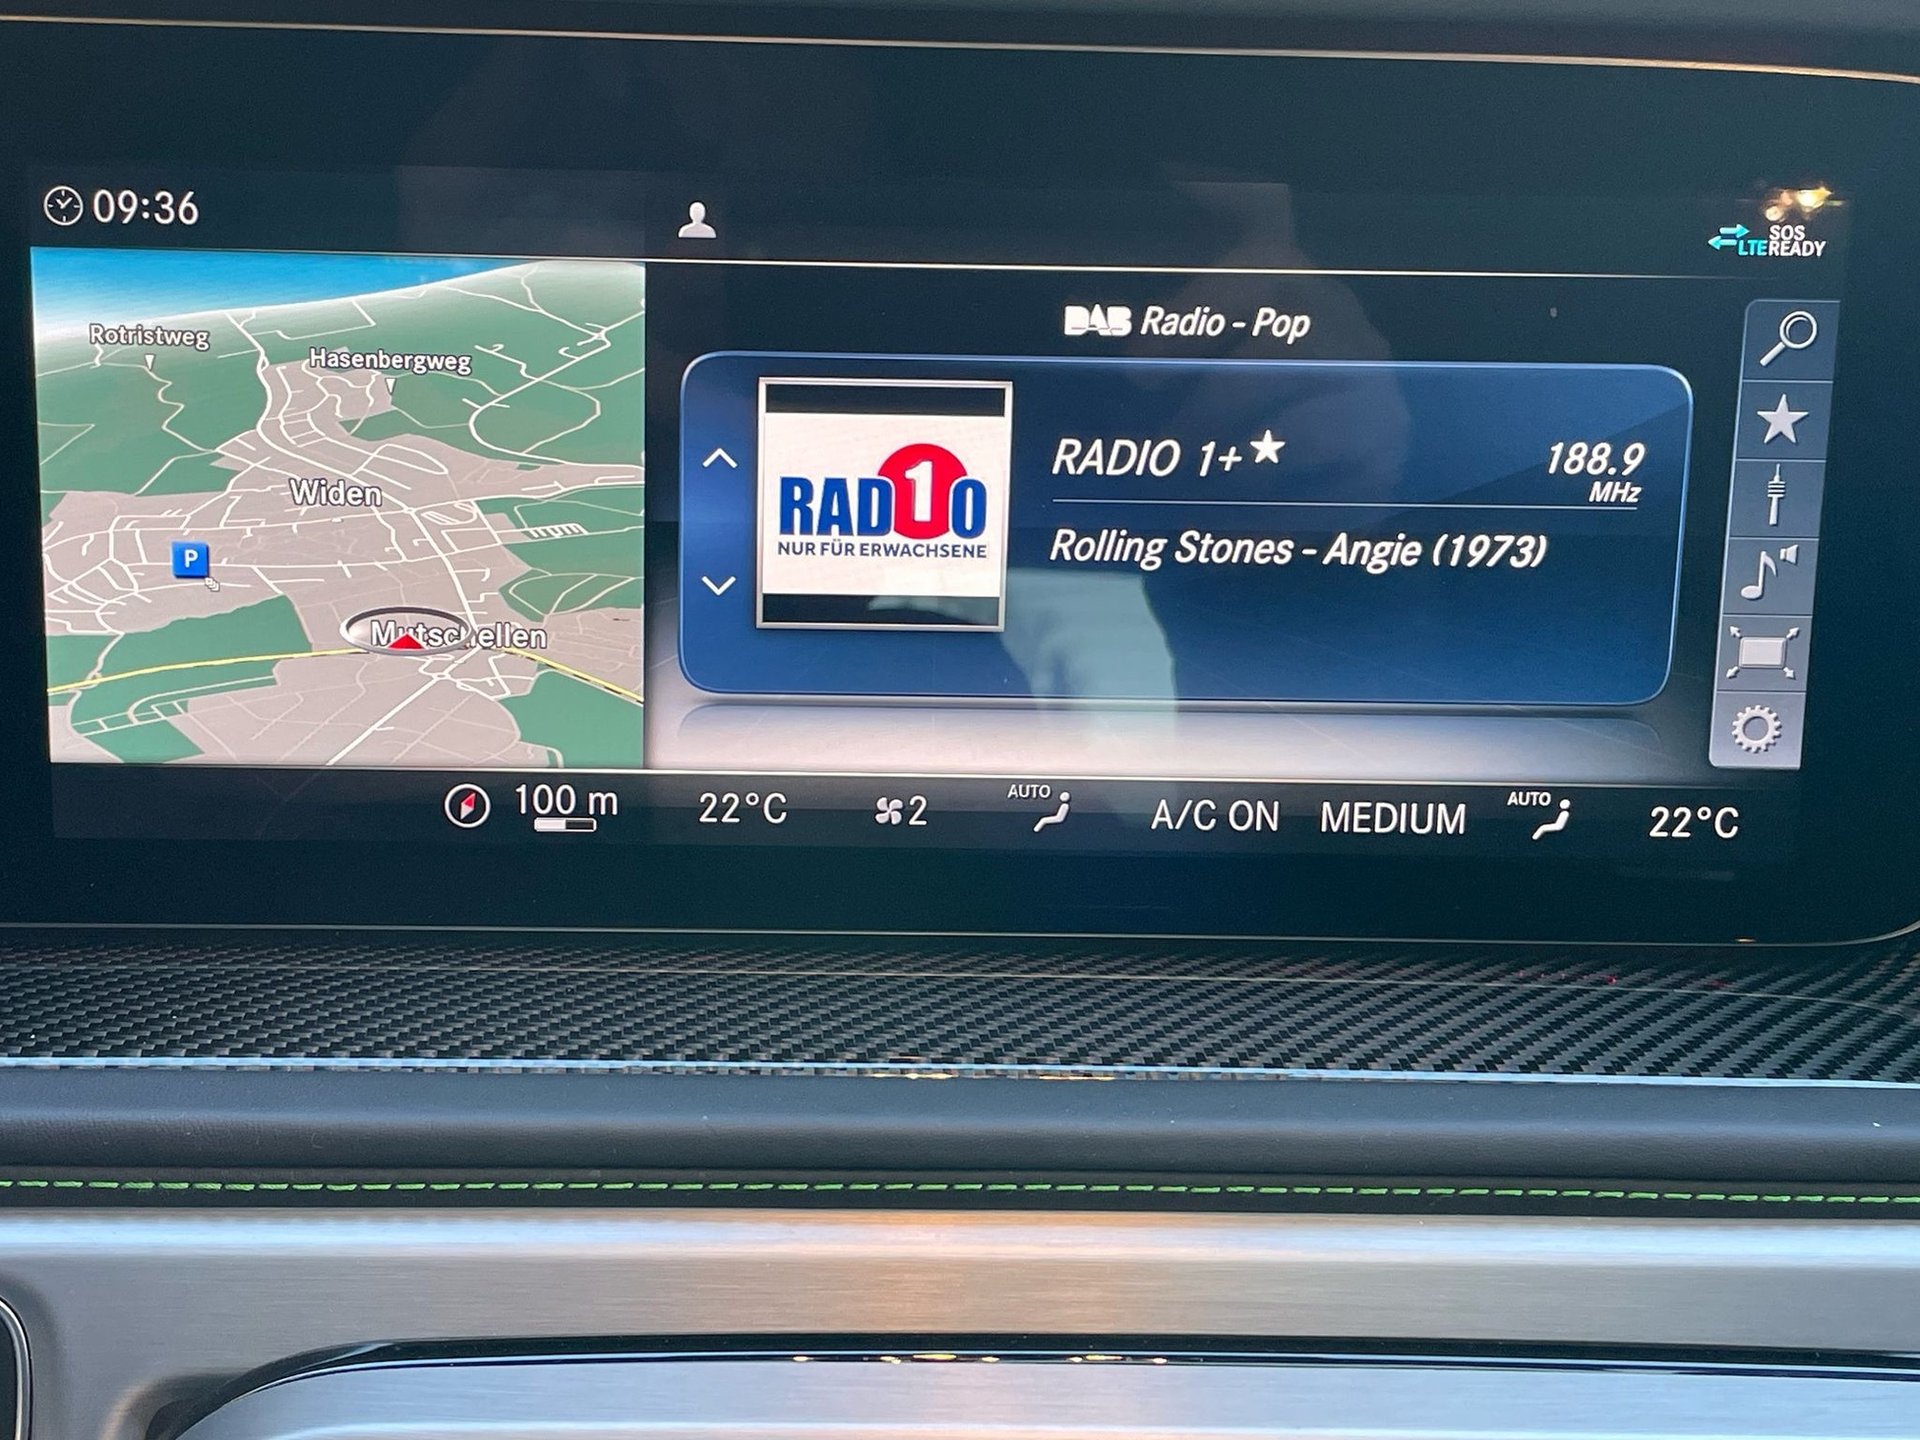 09:36
SOS
LTE READY
Rotristweg
Hasenbergweg
Widen
P
Mutschellen
DAB Radio - Pop
RAD1O
NUR FÜR ERWACHSENE
RADIO 1+★
188.9
MHz
Rolling Stones - Angie (1973)
100 m
22°C
2
AUTO
A/C ON
MEDIUM
AUTO
22°C